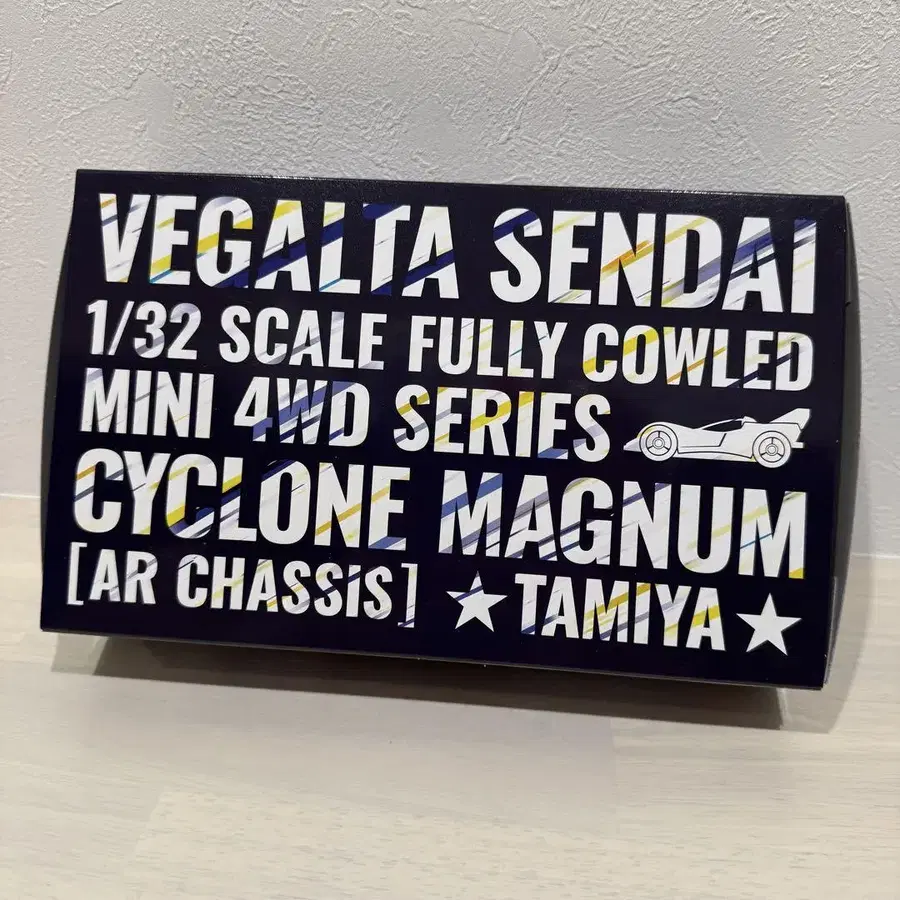 VEGALTA SENDAI
1/32 SCALE FULLY COWLED
MINI 4WD SERIES
CYCLONE MAGNUM
[AR CHASSIS] ★TAMIYA★